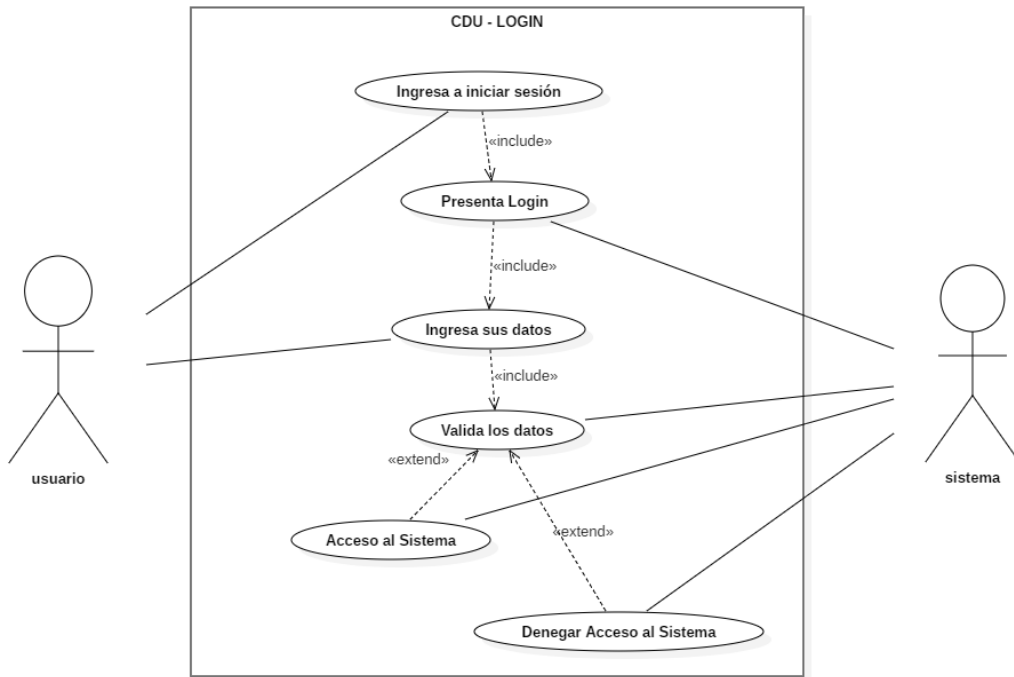 CDU - LOGIN
Ingresa a iniciar sesión
«include»
Presenta Login
«include»
Ingresa sus datos
«include»
Valida los datos
«extend»
usuario
sistema
Acceso al Sistema
«extend»
Denegar Acceso al Sistema